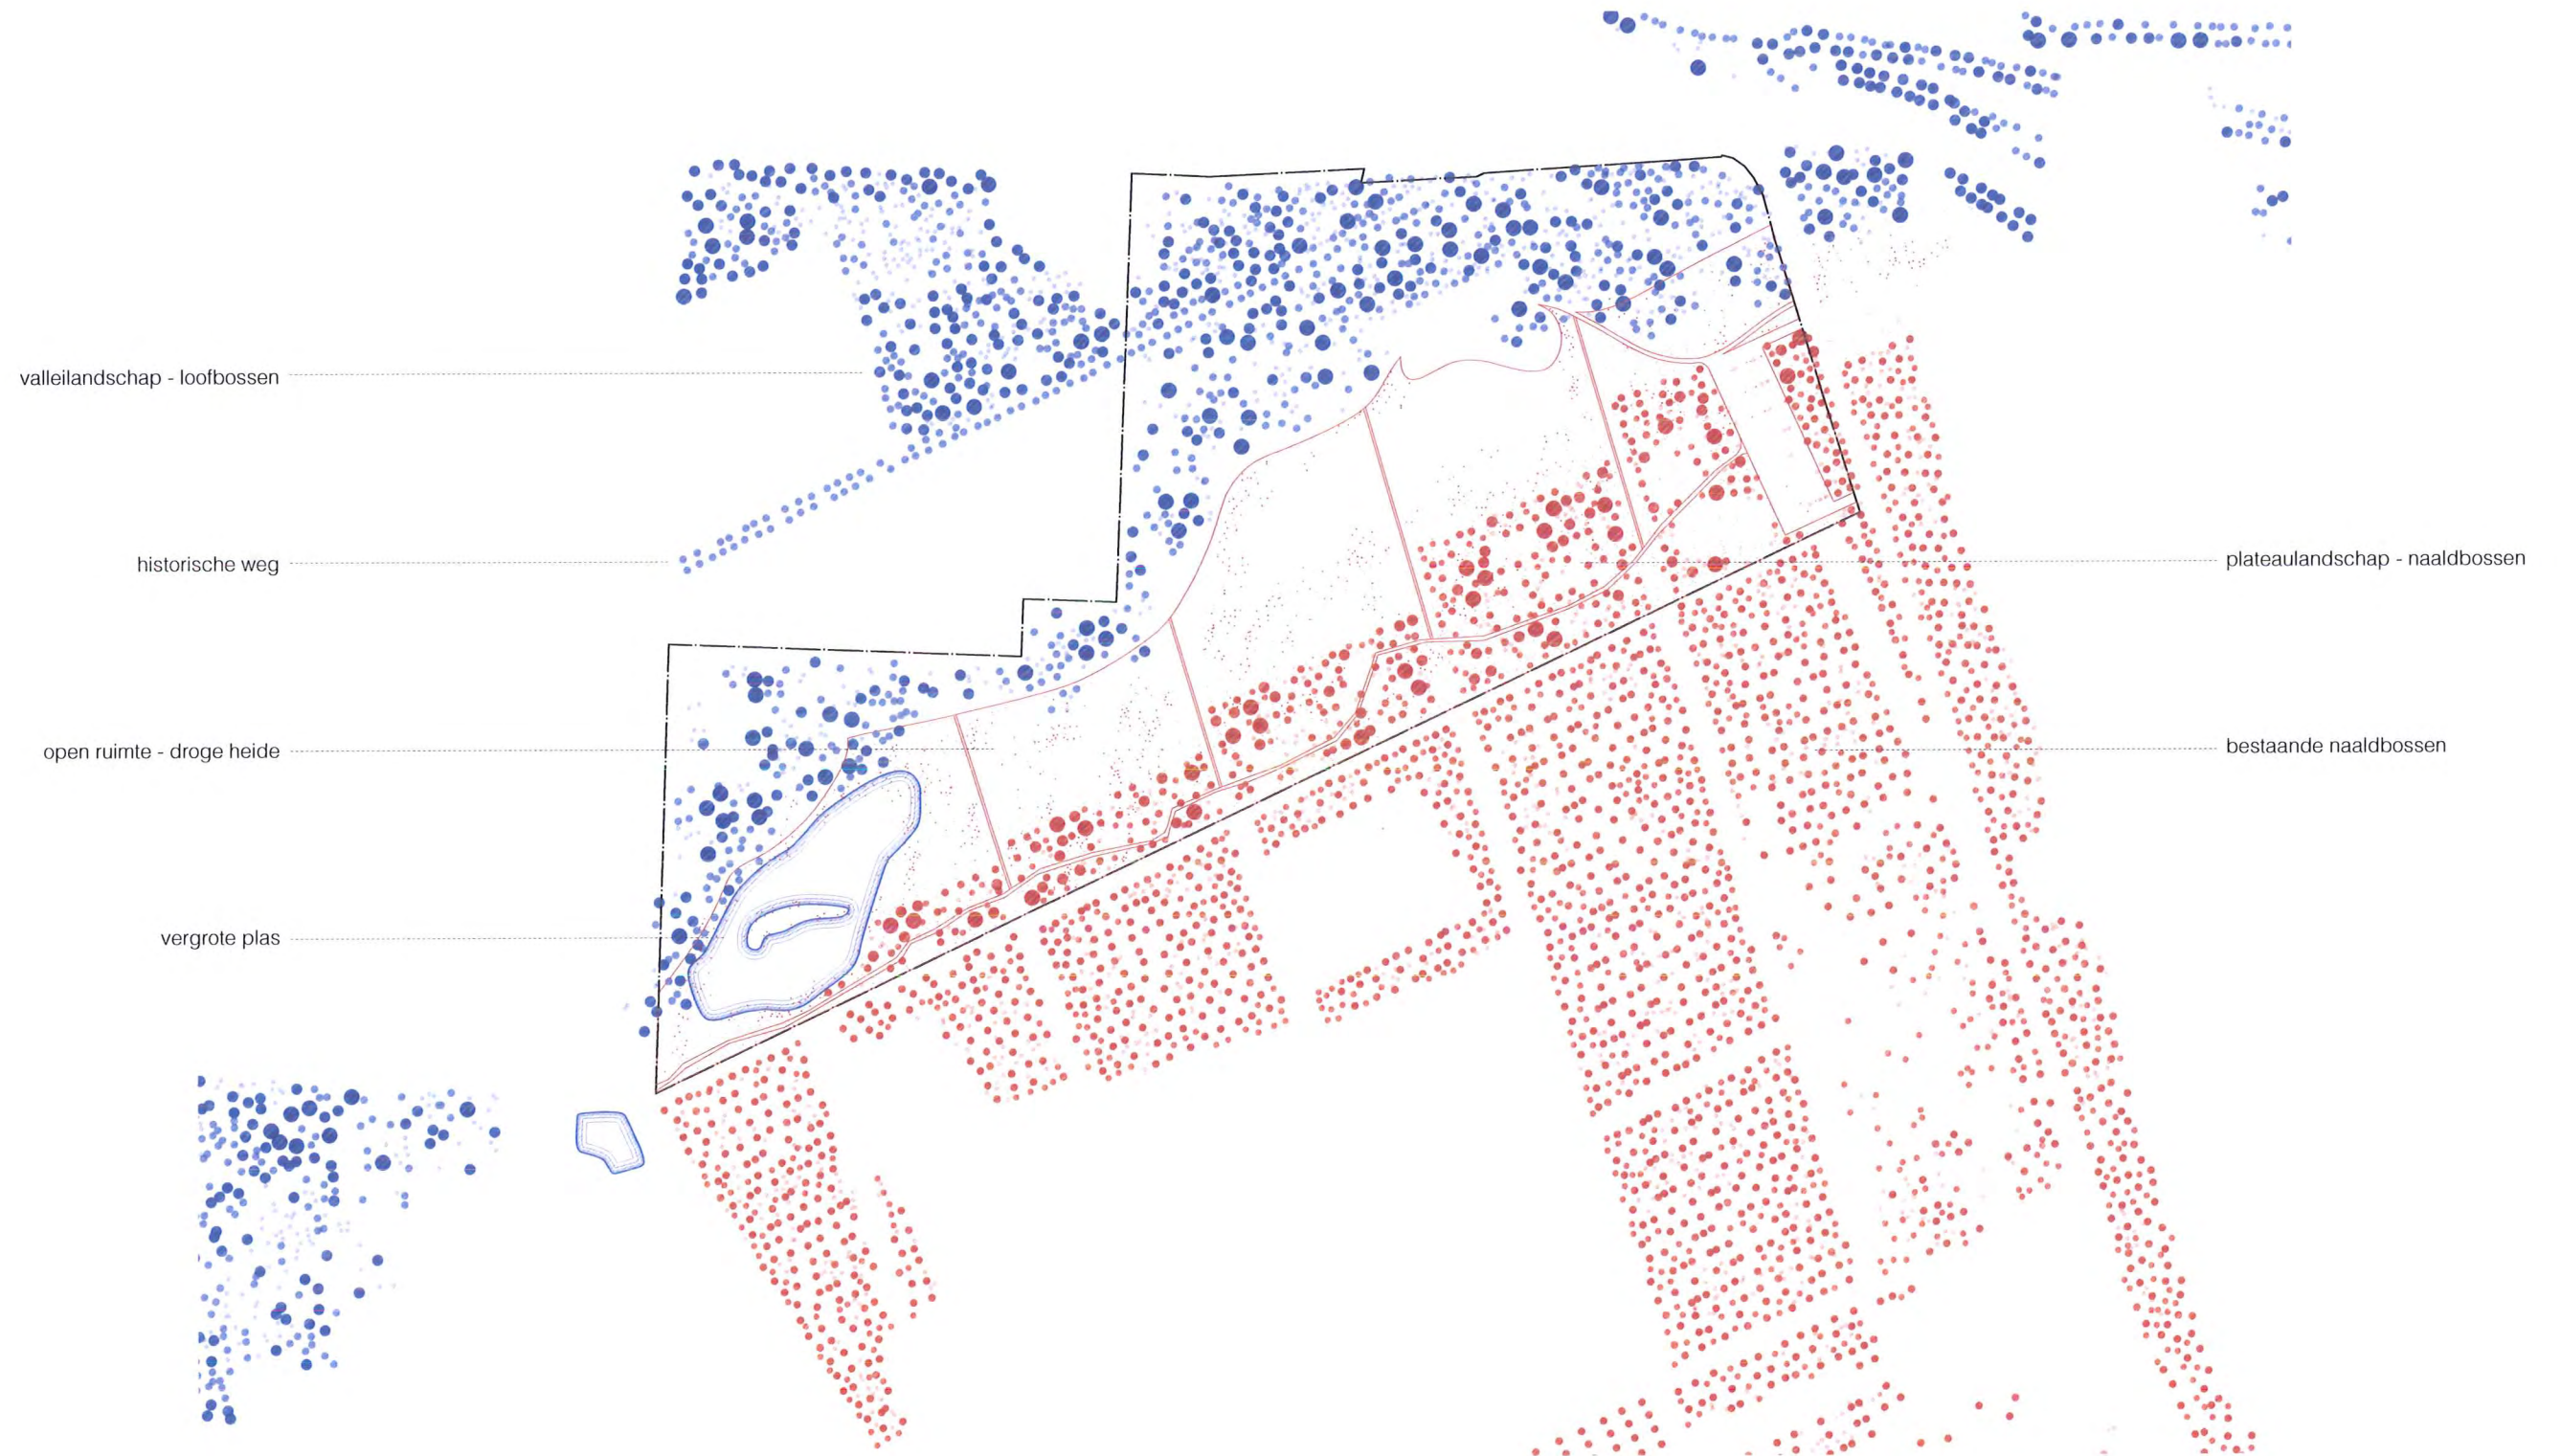 valleilandschap - loofbossen
historische weg
plateaulandschap - naaldbossen
open ruimte - droge heide
bestaande naaldbossen
vergrote plas